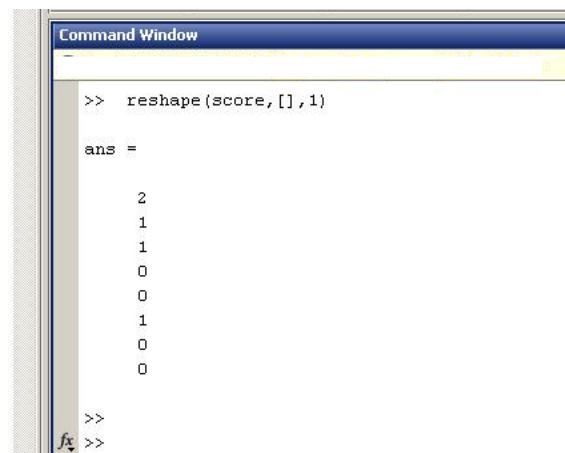 Command Window
>> reshape(score,[],1)
ans =
2
1
1
0
0
1
0
0
>>
fx >>